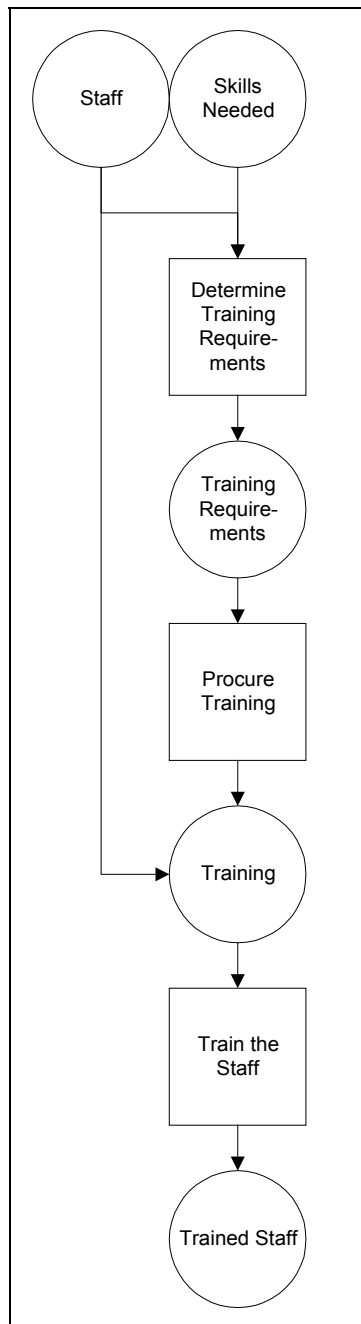 Staff
Skills
Needed
Determine
Training
Require-
ments
Training
Require-
ments
Procure
Training
Training
Train the
Staff
Trained Staff